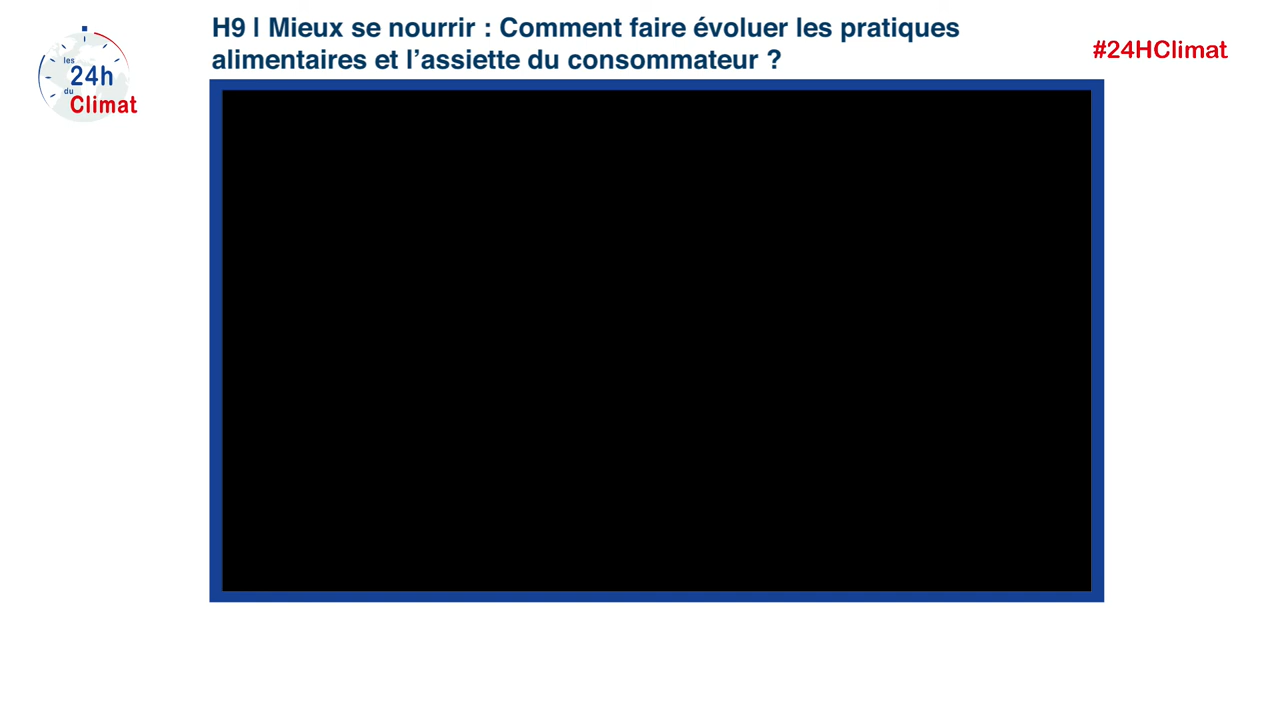 H9 | Mieux se nourrir : Comment faire évoluer les pratiques
alimentaires et l’assiette du consommateur ?
#24HClimat
les
24h
du
Climat